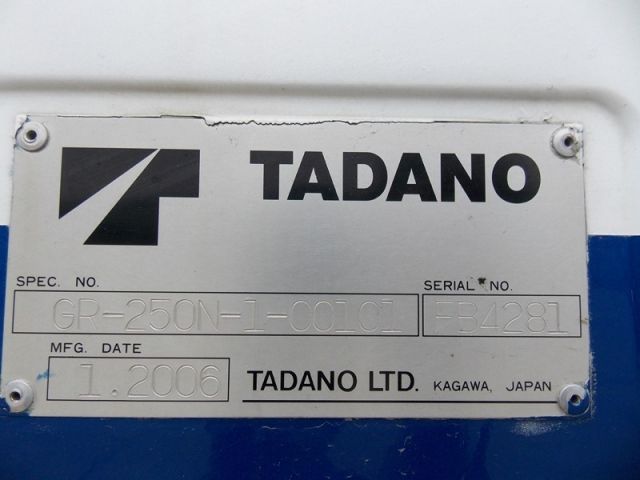 TADANO
SPEC. NO. SERIAL NO.
GR-250N-1-00101 FB4281
MFG. DATE
1.2006 TADANO LTD. KAGAWA, JAPAN